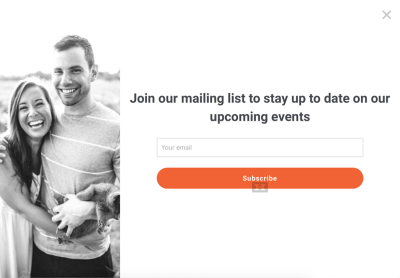 Join our mailing list to stay up to date on our
upcoming events
Your email
Subscribe